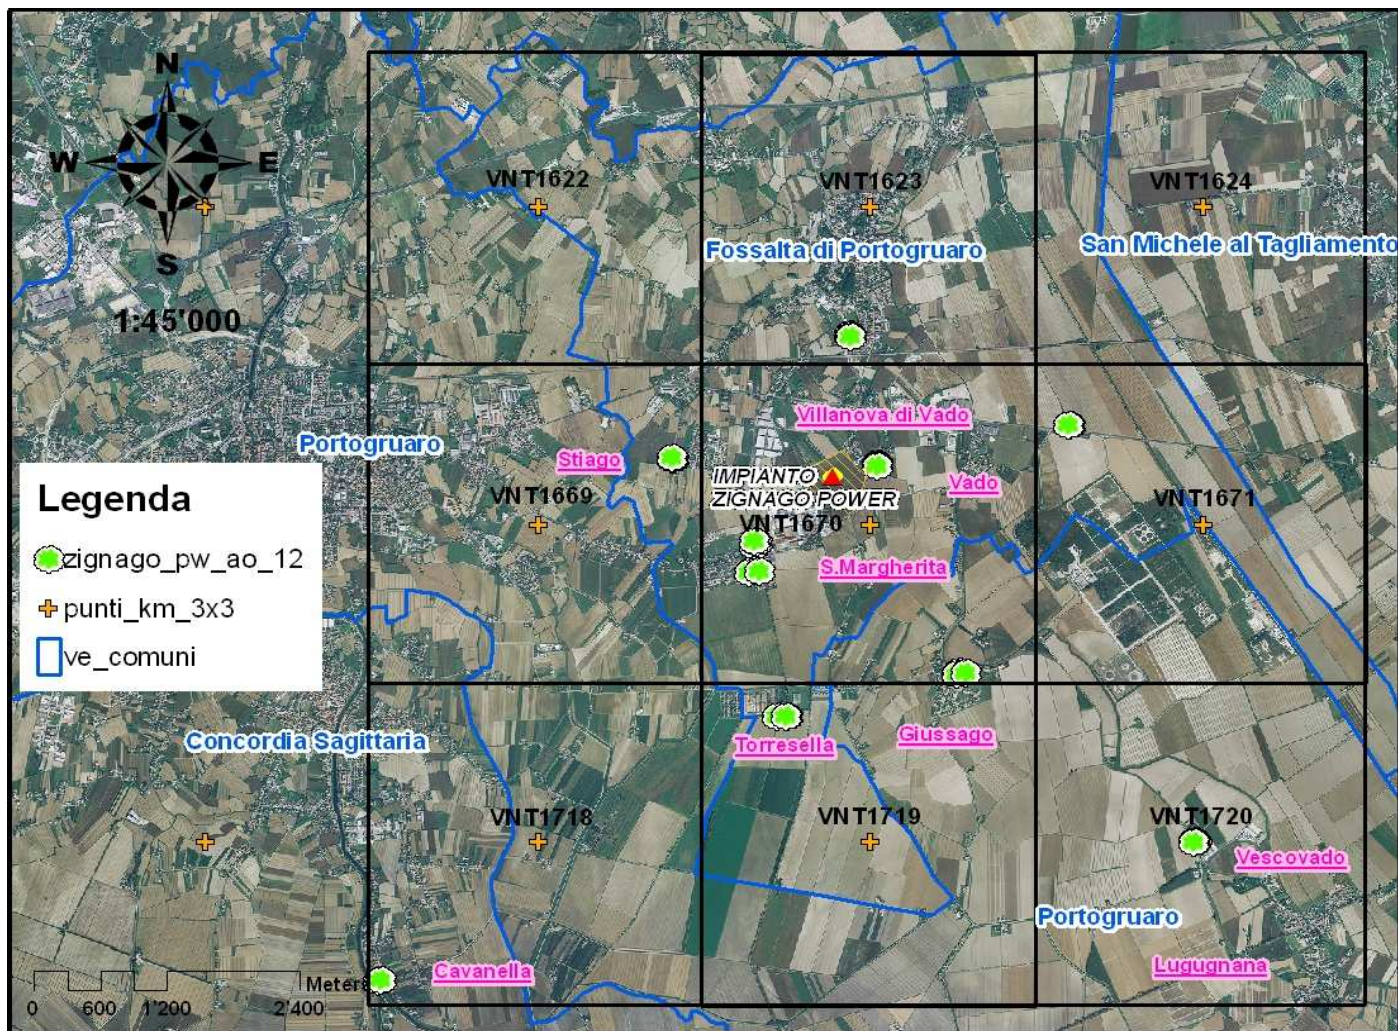 N
W E
S
1:45'000
VNT1622
VNT1623
VNT1624
Fossalta di Portogruaro
San Michele al Tagliamento
Villanova di Vado
Portogruaro
Stiago
IMPIANTO
ZIGNAGO POWER
Vado
VNT1669
VNT1670
VNT1671
S.Margherita
Legenda
zignago_pw_ao_12
punti_km_3x3
ve_comuni
Concordia Sagittaria
Torresella
Giussago
VNT1718
VNT1719
VNT1720
Vescovado
Portogruaro
Cavanella
Lugugnana
0 600 1'200 2'400